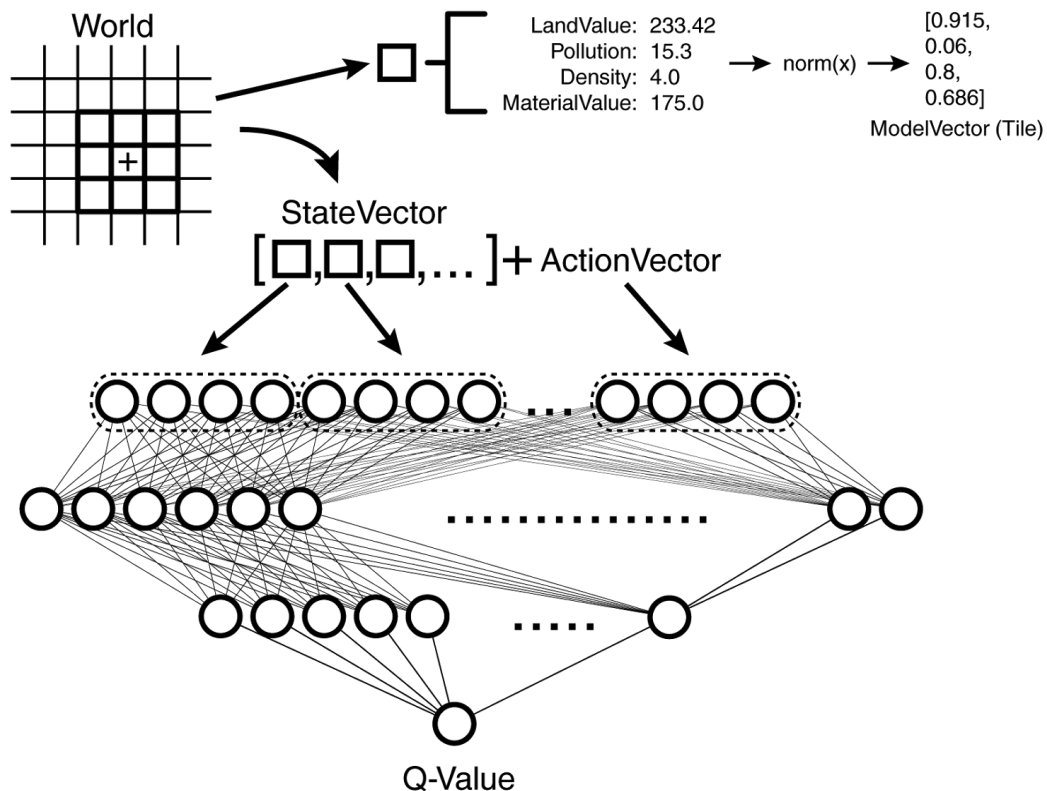 World
LandValue: 233.42
Pollution: 15.3
Density: 4.0
MaterialValue: 175.0
norm(x)
[0.915,
0.06,
0.8,
0.686]
ModelVector (Tile)
+
StateVector
[ , , ,...]+ ActionVector
Q-Value